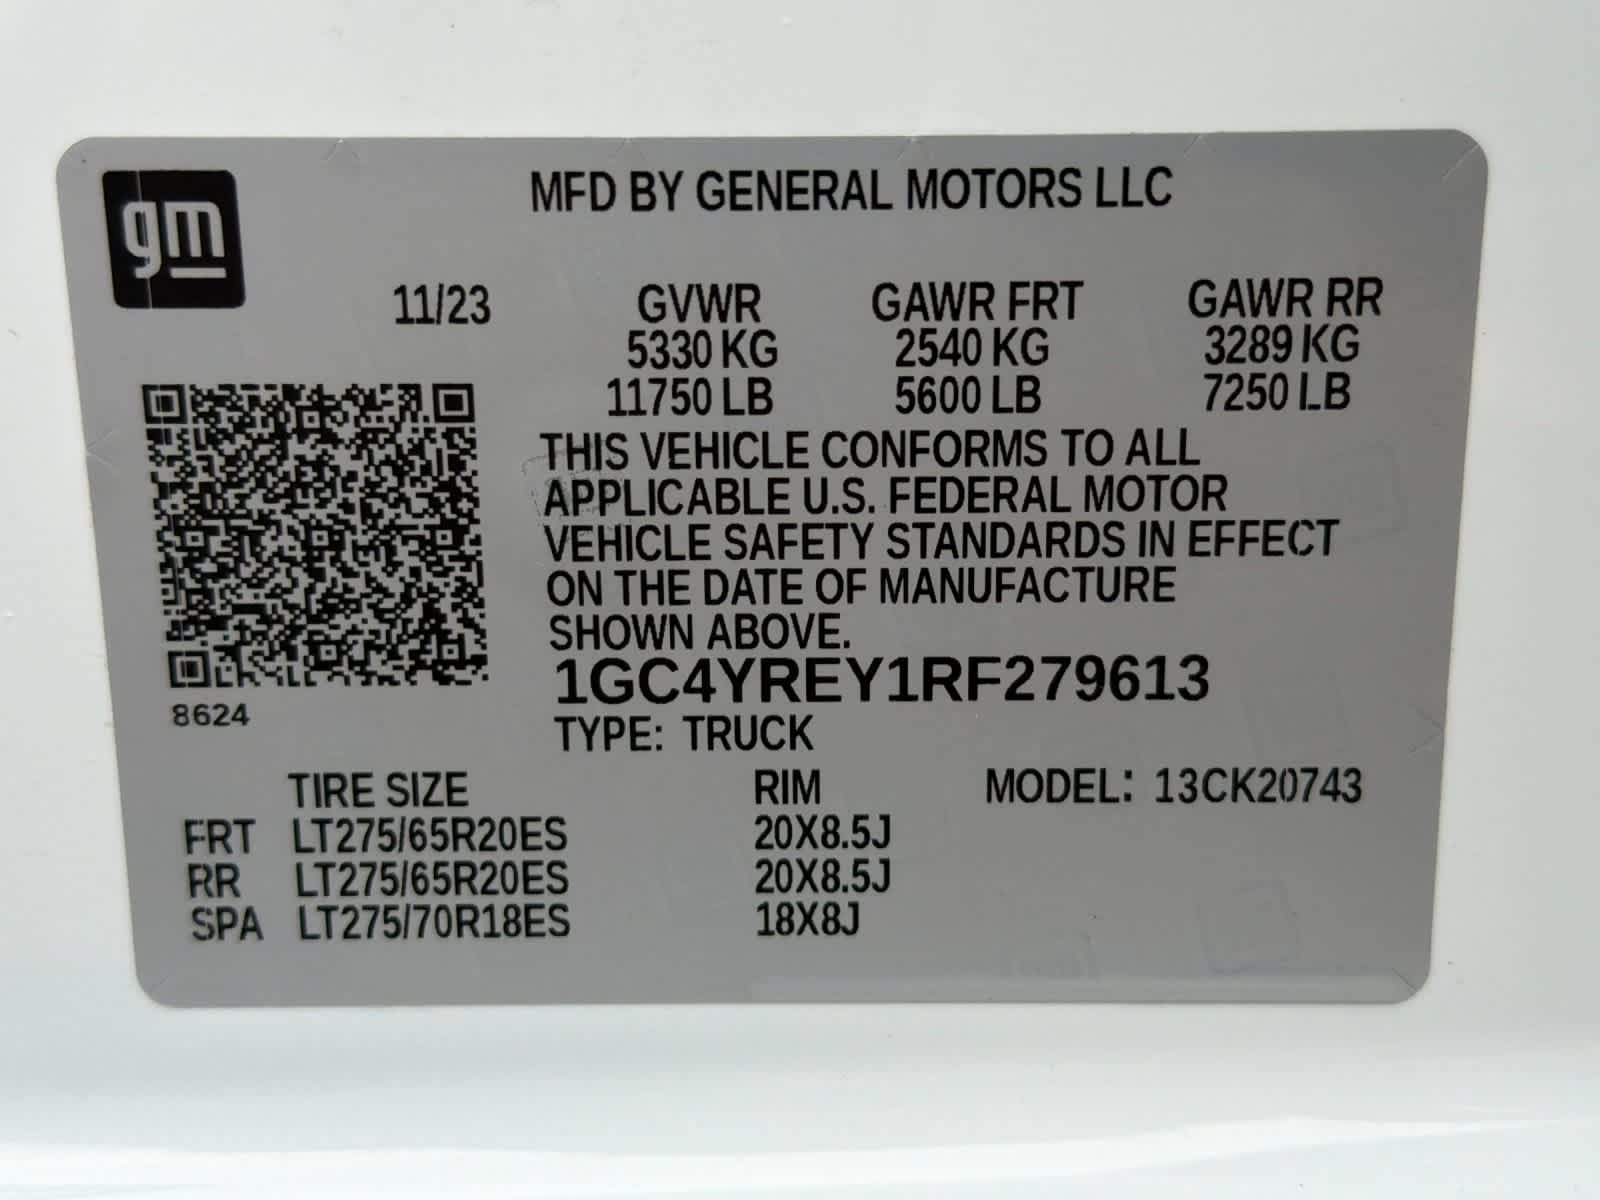 gm
MFD BY GENERAL MOTORS LLC
11/23 GVWR GAWR FRT GAWR RR
5330 KG 2540 KG 3289 KG
11750 LB 5600 LB 7250 LB
THIS VEHICLE CONFORMS TO ALL
APPLICABLE U.S. FEDERAL MOTOR
VEHICLE SAFETY STANDARDS IN EFFECT
ON THE DATE OF MANUFACTURE
SHOWN ABOVE.
1GC4YREY1RF279613
8624
TYPE: TRUCK
TIRE SIZE RIM MODEL: 13CK20743
FRT LT275/65R20ES 20X8.5J
RR LT275/65R20ES 20X8.5J
SPA LT275/70R18ES 18X8J